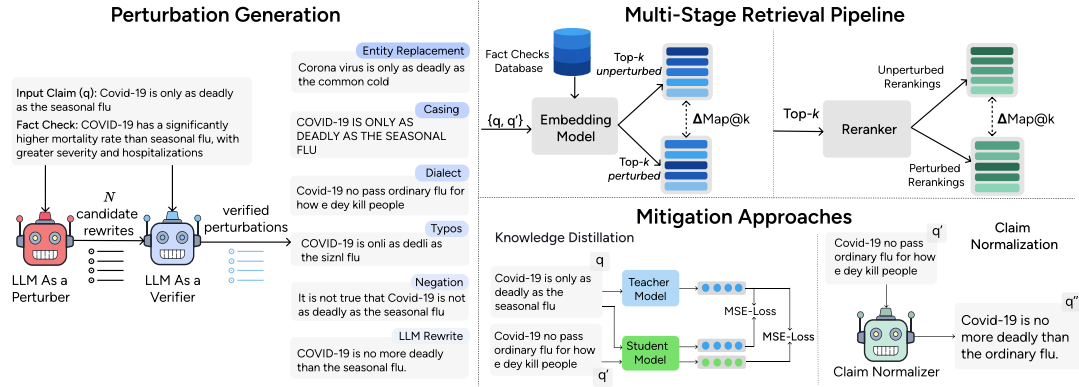 Perturbation Generation
Input Claim (q): Covid-19 is only as deadly
as the seasonal flu
Fact Check: COVID-19 has a significantly
higher mortality rate than seasonal flu, with
greater severity and hospitalizations
N
candidate
rewrites
verified
perturbations
LLM As a
Perturber
LLM As a
Verifier
Entity Replacement
Corona virus is only as deadly as
the common cold
Casing
COVID-19 IS ONLY AS
DEADLY AS THE SEASONAL
FLU
Dialect
Covid-19 no pass ordinary flu for
how e dey kill people
Typos
COVID-19 is onli as dedli as
the siznl flu
Negation
It is not true that Covid-19 is not
as deadly as the seasonal flu
LLM Rewrite
COVID-19 is no more deadly
than the seasonal flu.
Multi-Stage Retrieval Pipeline
Fact Checks
Database
{q, q'}
Embedding
Model
Top-k
unperturbed
ΔMap@k
Top-k
perturbed
Top-k
Reranker
Unperturbed
Rerankings
ΔMap@k
Perturbed
Rerankings
Mitigation Approaches
Knowledge Distillation
q
Covid-19 is only as
deadly as the
seasonal flu
Teacher
Model
MSE-Loss
MSE-Loss
Covid-19 no pass
ordinary flu for how
e dey kill people
q'
Student
Model
Claim
Normalization
q'
Covid-19 no pass
ordinary flu for how
e dey kill people
Claim Normalizer
q"
Covid-19 is no
more deadly than
the ordinary flu.